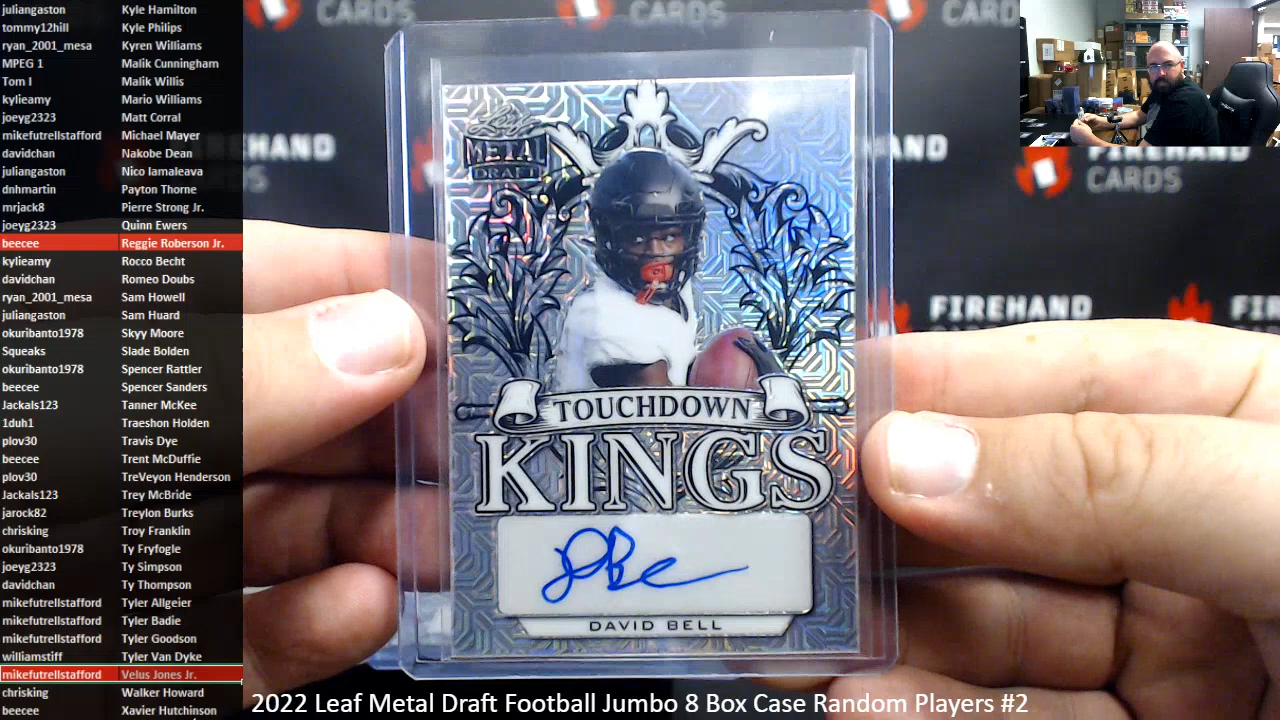 juliangaston Kyle Hamilton
tommy12hill Kyle Philips
ryan_2001_mesa Kyren Williams
MPEG 1 Malik Cunningham
Tom I Malik Willis
kylieamy Mario Williams
joeyg2323 Matt Corral
mikefutrellstafford Michael Mayer
davidchan Nakobe Dean
juliangaston Nico Iamaleava
dnhmartin Payton Thorne
mrjack8 Pierre Strong Jr.
joeyg2323 Quinn Ewers
beecee Reggie Roberson Jr.
kylieamy Rocco Becht
davidchan Romeo Doubs
ryan_2001_mesa Sam Howell
juliangaston Sam Huard
okuribanto1978 Skyy Moore
Squeaks Slade Bolden
okuribanto1978 Spencer Rattler
beecee Spencer Sanders
Jackals123 Tanner McKee
1duh1 Traeshon Holden
plov30 Travis Dye
beecee Trent McDuffie
plov30 TreVeyon Henderson
Jackals123 Trey McBride
jarock82 Treylon Burks
chrisking Troy Franklin
okuribanto1978 Ty Fryfogle
joeyg2323 Ty Simpson
davidchan Ty Thompson
mikefutrellstafford Tyler Allgeier
mikefutrellstafford Tyler Badie
mikefutrellstafford Tyler Goodson
williamstiff Tyler Van Dyke
mikefutrellstafford Velus Jones Jr.
chrisking Walker Howard
beecee Xavier Hutchinson
CARDS
CARDS
CARDS
Leaf
METAL
DRAFT
CARDS
FIREHAND
TOUCHDOWN
KINGS
DAVID BELL
2022 Leaf Metal Draft Football Jumbo 8 Box Case Random Players #2